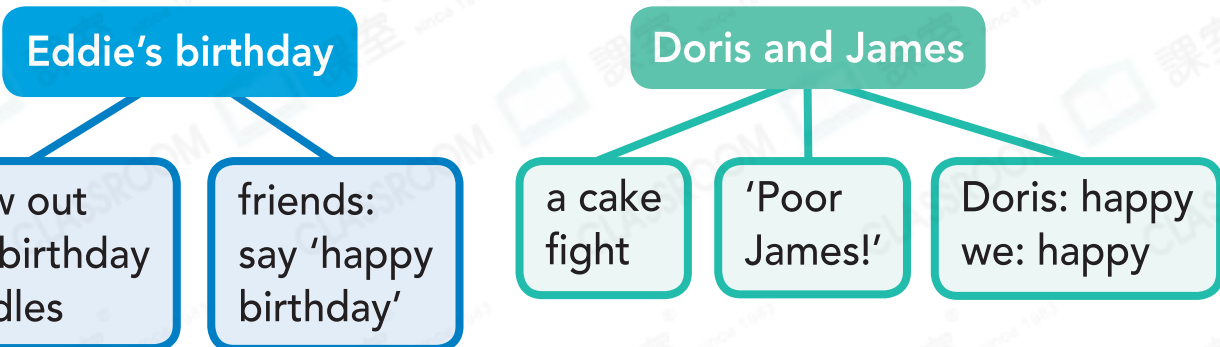 Eddie's birthday
w out
birthday
dles
friends:
say 'happy
birthday'
Doris and James
a cake
fight
'Poor
James!'
Doris: happy
we: happy